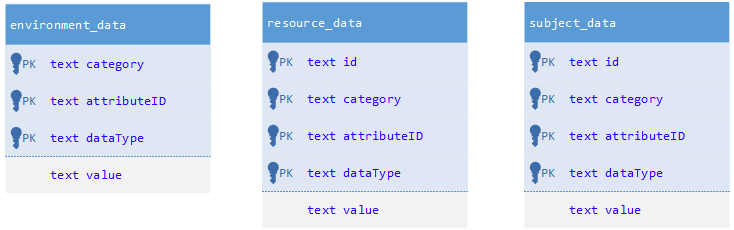 environment_data
PK text category
PK text attributeID
PK text dataType
text value
resource_data
PK text id
PK text category
PK text attributeID
PK text dataType
text value
subject_data
PK text id
PK text category
PK text attributeID
PK text dataType
text value